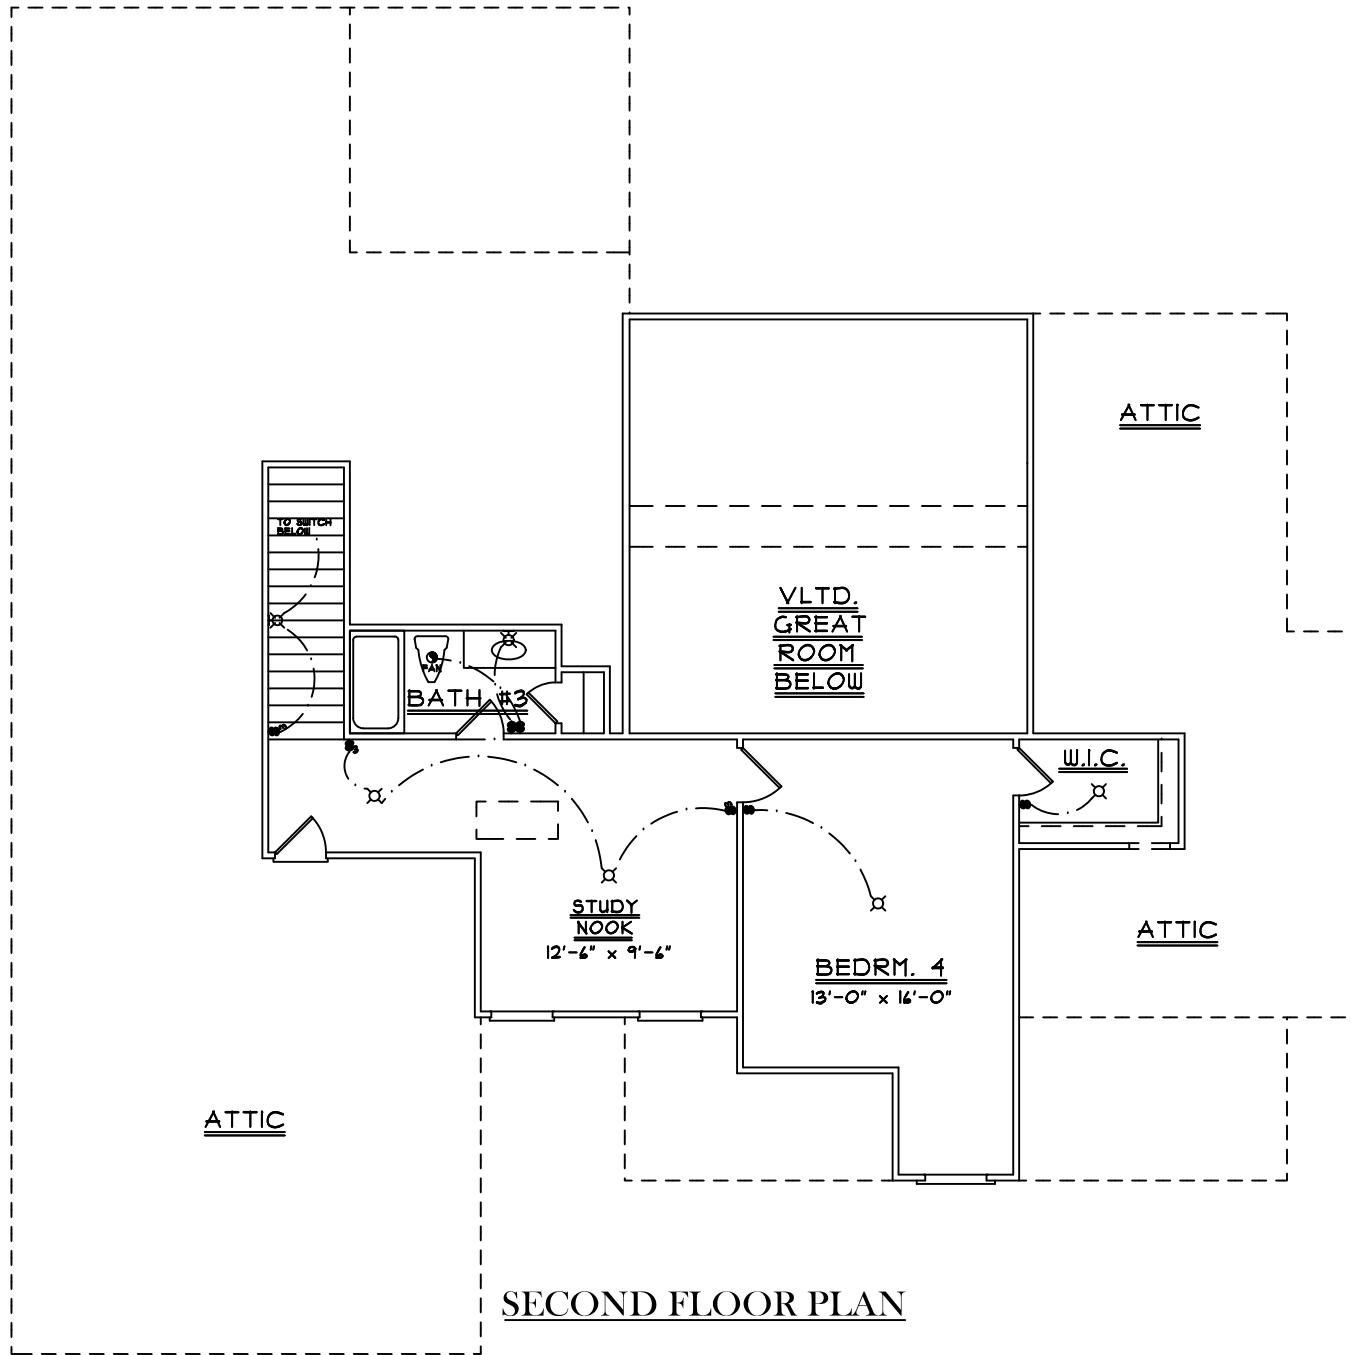 ATTIC
TO SWITCH
BELOW
VLTD.
GREAT
ROOM
BELOW
FAN
BATH #3
W.I.C.
STUDY
NOOK
12'-6" x 9'-6"
ATTIC
BEDRM. 4
13'-0" x 16'-0"
ATTIC
SECOND FLOOR PLAN